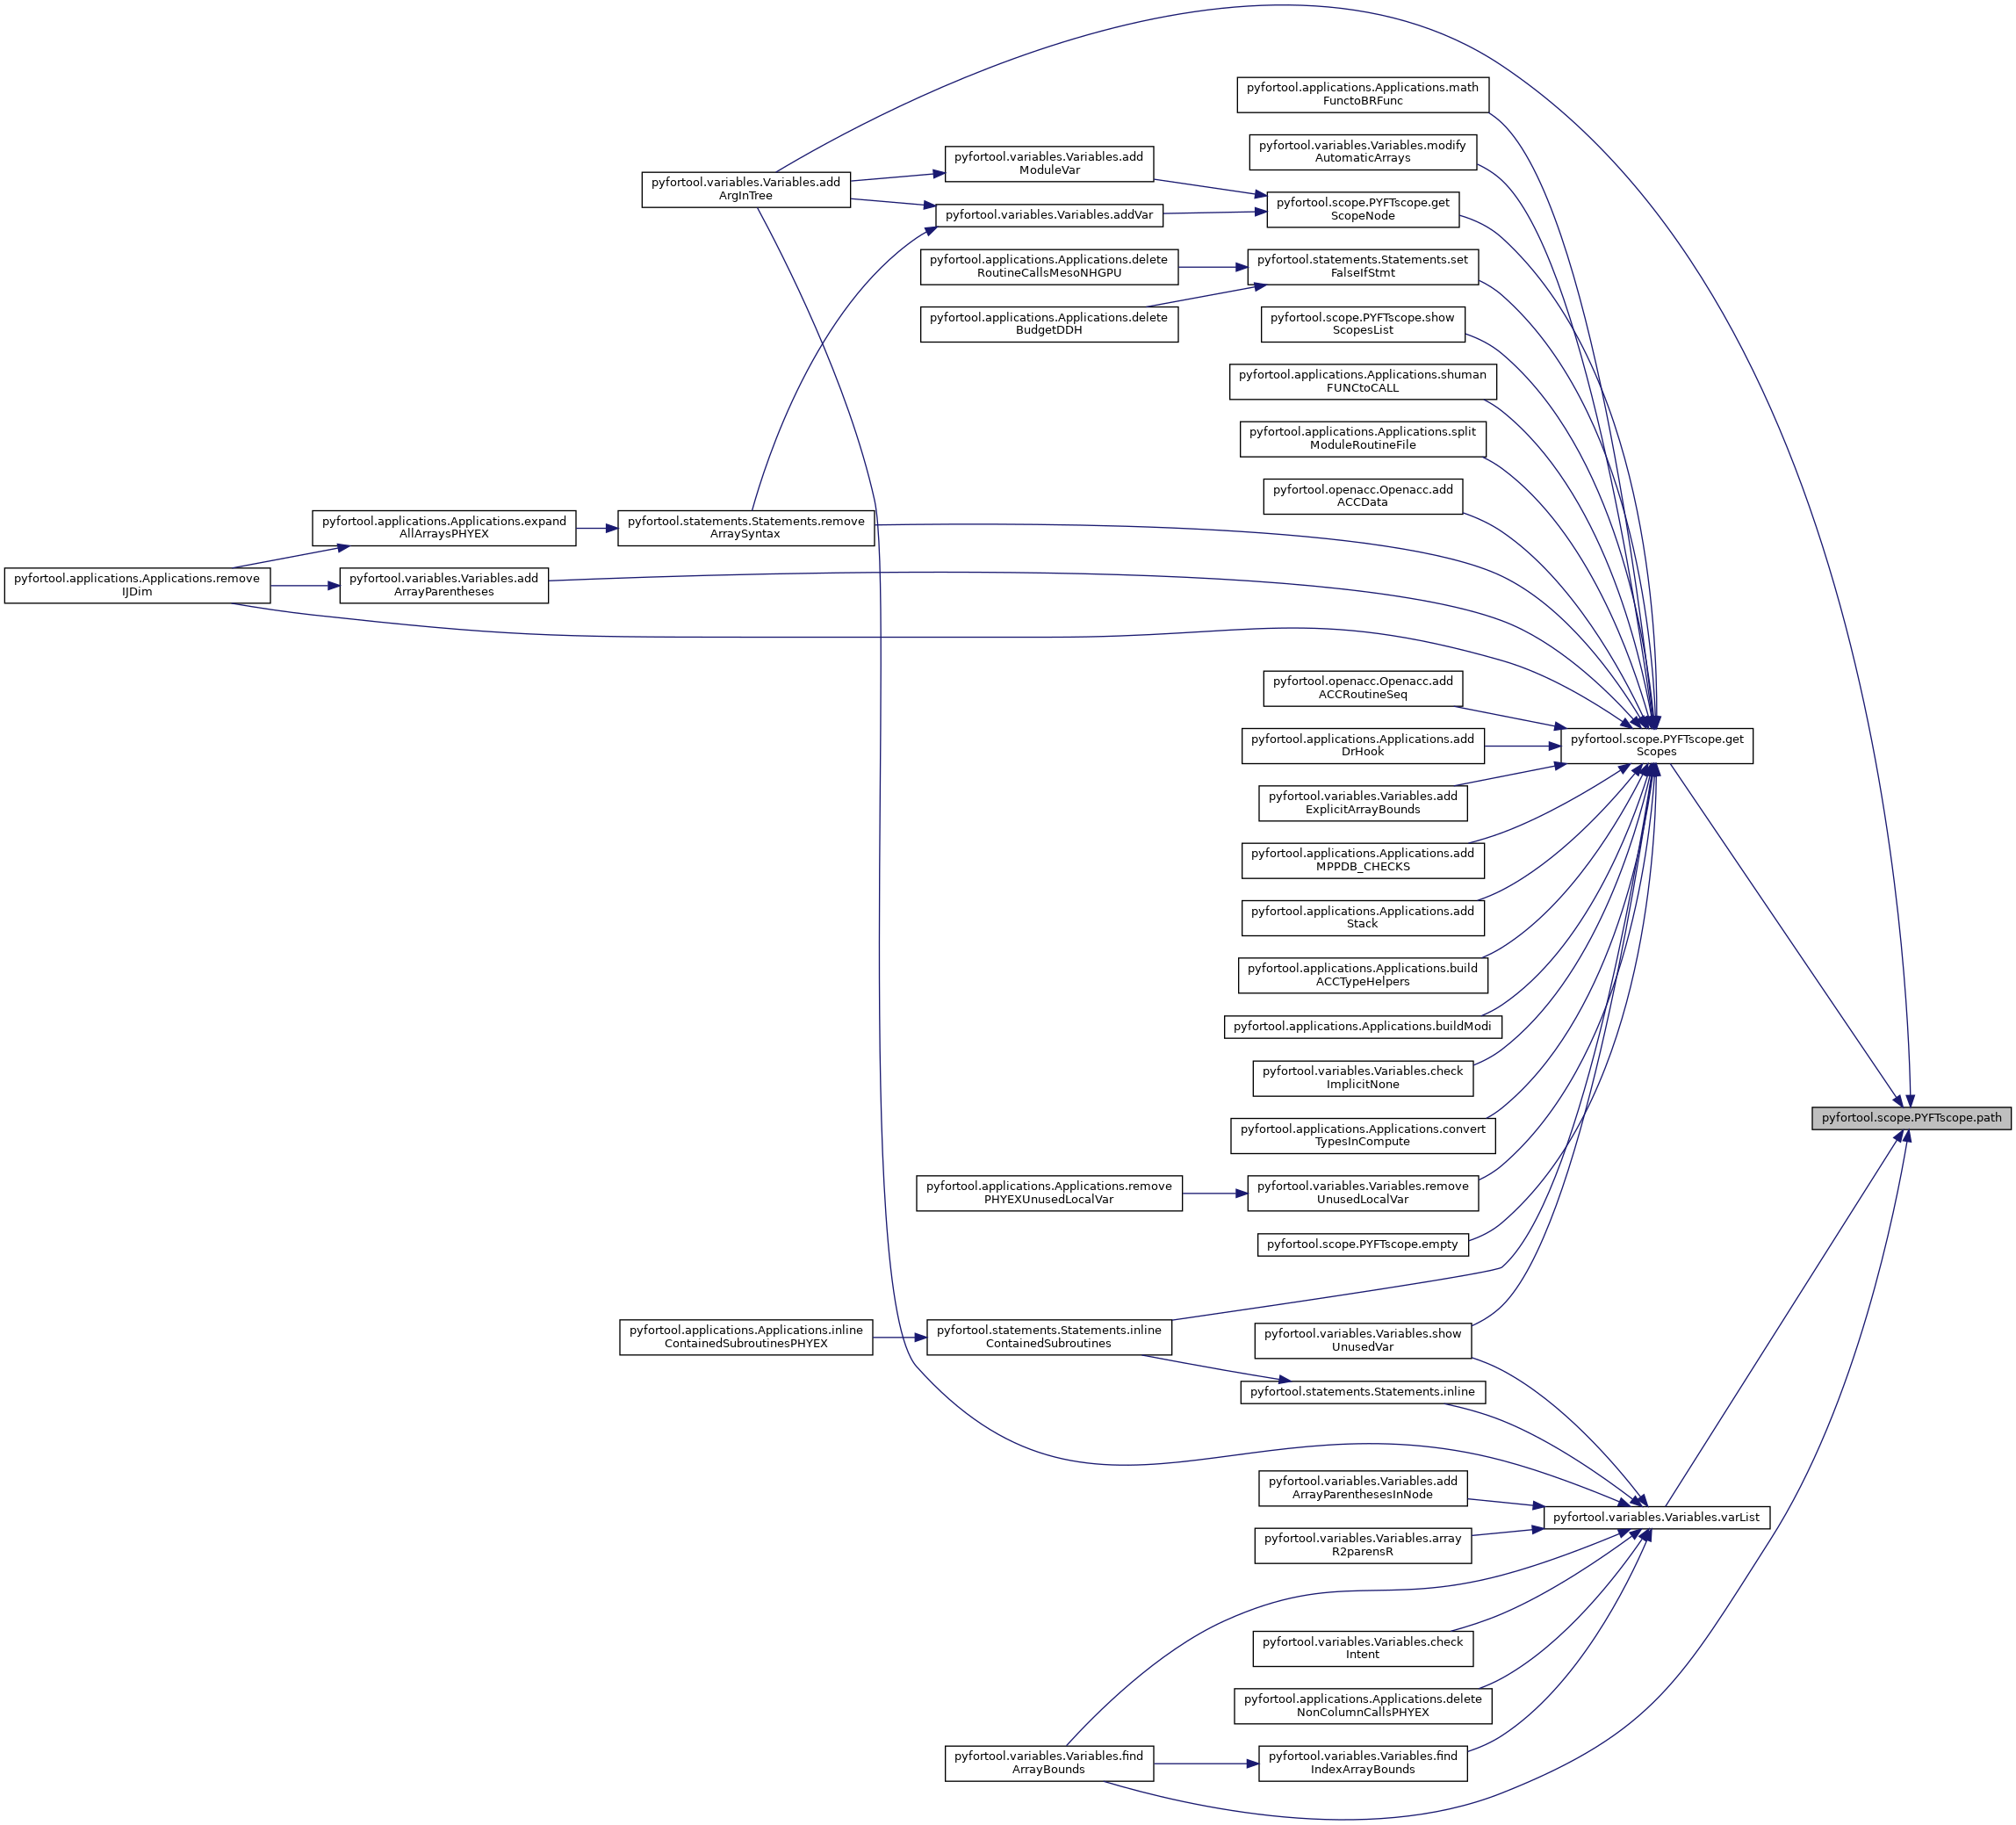 pyfortool.applications.Applications.math
FunctoBRFunc
pyfortool.variables.Variables.modify
AutomaticArrays
pyfortool.variables.Variables.add
ModuleVar
pyfortool.variables.Variables.add
ArgInTree
pyfortool.scope.PYFTscope.get
ScopeNode
pyfortool.variables.Variables.addVar
pyfortool.applications.Applications.delete
RoutineCallsMesoNHGPU
pyfortool.statements.Statements.set
FalseIfStmt
pyfortool.applications.Applications.delete
BudgetDDH
pyfortool.scope.PYFTscope.show
ScopesList
pyfortool.applications.Applications.shuman
FUNCtoCALL
pyfortool.applications.Applications.split
ModuleRoutineFile
pyfortool.openacc.Openacc.add
ACCData
pyfortool.applications.Applications.expand
AllArraysPHYEX
pyfortool.statements.Statements.remove
ArraySyntax
pyfortool.applications.Applications.remove
IJDim
pyfortool.variables.Variables.add
ArrayParentheses
pyfortool.openacc.Openacc.add
ACCRoutineSeq
pyfortool.applications.Applications.add
DrHook
pyfortool.scope.PYFTscope.get
Scopes
pyfortool.variables.Variables.add
ExplicitArrayBounds
pyfortool.applications.Applications.add
MPPDB_CHECKS
pyfortool.applications.Applications.add
Stack
pyfortool.applications.Applications.build
ACCTypeHelpers
pyfortool.applications.Applications.buildModi
pyfortool.variables.Variables.check
ImplicitNone
pyfortool.scope.PYFTscope.path
pyfortool.applications.Applications.convert
TypesInCompute
pyfortool.applications.Applications.remove
PHYEXUnusedLocalVar
pyfortool.variables.Variables.remove
UnusedLocalVar
pyfortool.scope.PYFTscope.empty
pyfortool.applications.Applications.inline
ContainedSubroutinesPHYEX
pyfortool.statements.Statements.inline
ContainedSubroutines
pyfortool.variables.Variables.show
UnusedVar
pyfortool.statements.Statements.inline
pyfortool.variables.Variables.add
ArrayParenthesesInNode
pyfortool.variables.Variables.varList
pyfortool.variables.Variables.array
R2parensR
pyfortool.variables.Variables.check
Intent
pyfortool.applications.Applications.delete
NonColumnCallsPHYEX
pyfortool.variables.Variables.find
ArrayBounds
pyfortool.variables.Variables.find
IndexArrayBounds